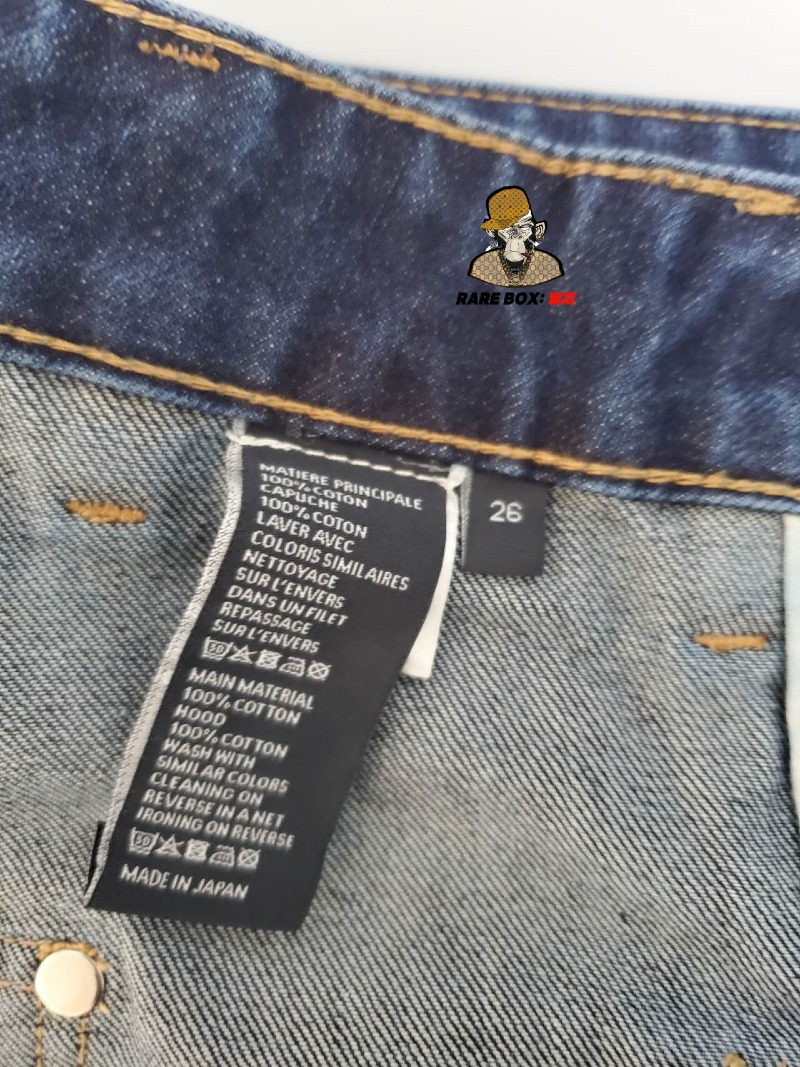 RARE BOX:
MATIERE PRINCIPALE
100% COTON
CAPUCHE
100% COTON
LAVER AVEC
COLORIS SIMILAIRES
NETTOYAGE
SUR L'ENVERS
DANS UN FILET
REPASSAGE
SUR L'ENVERS
30
MAIN MATERIAL
100% COTTON
HOOD
100% COTTON
WASH WITH
SIMILAR COLORS
CLEANING ON
REVERSE IN A NET
IRONING ON REVERSE
30
MADE IN JAPAN
26